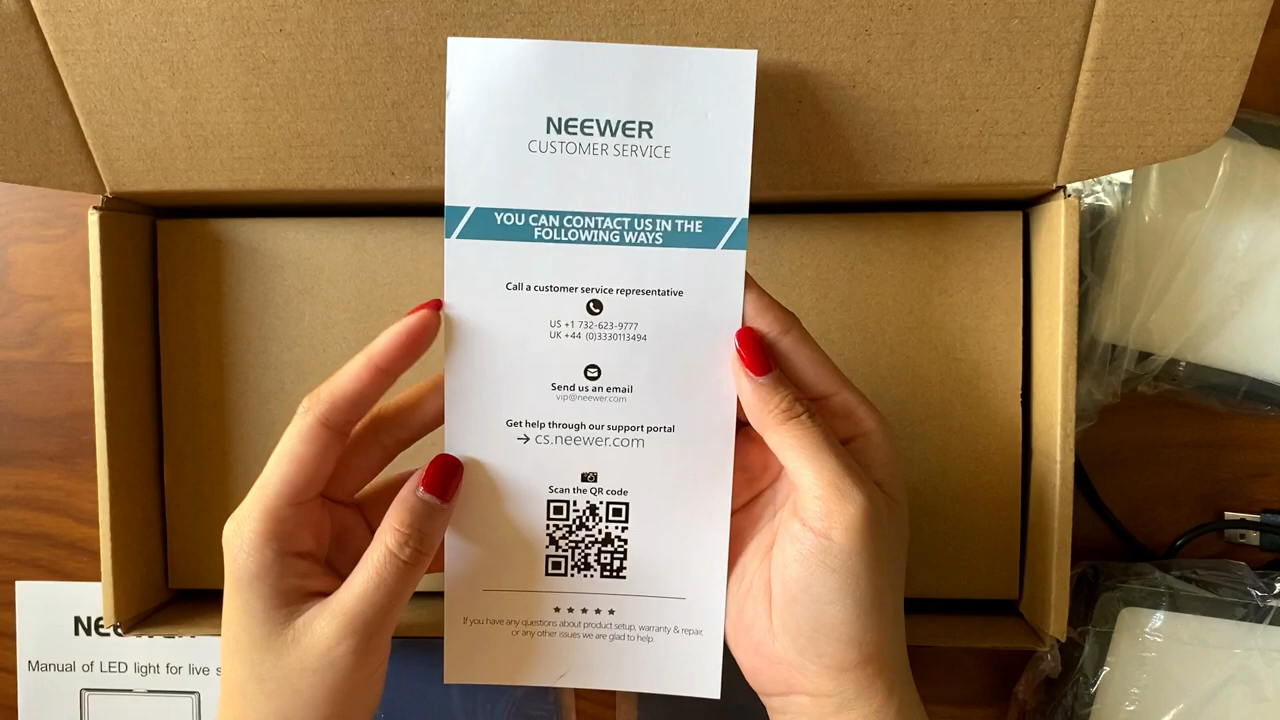 NEEWER
CUSTOMER SERVICE
YOU CAN CONTACT US IN THE
FOLLOWING WAYS
Call a customer service representative
US +1 732-623-9777
UK +44 (0)3330113494
Send us an email
vip@neewer.com
Get help through our support portal
→ cs.neewer.com
Scan the QR code
If you have any questions about product setup, warranty & repair,
or any other issues we are glad to help.
NEEWER
Manual of LED light for live s